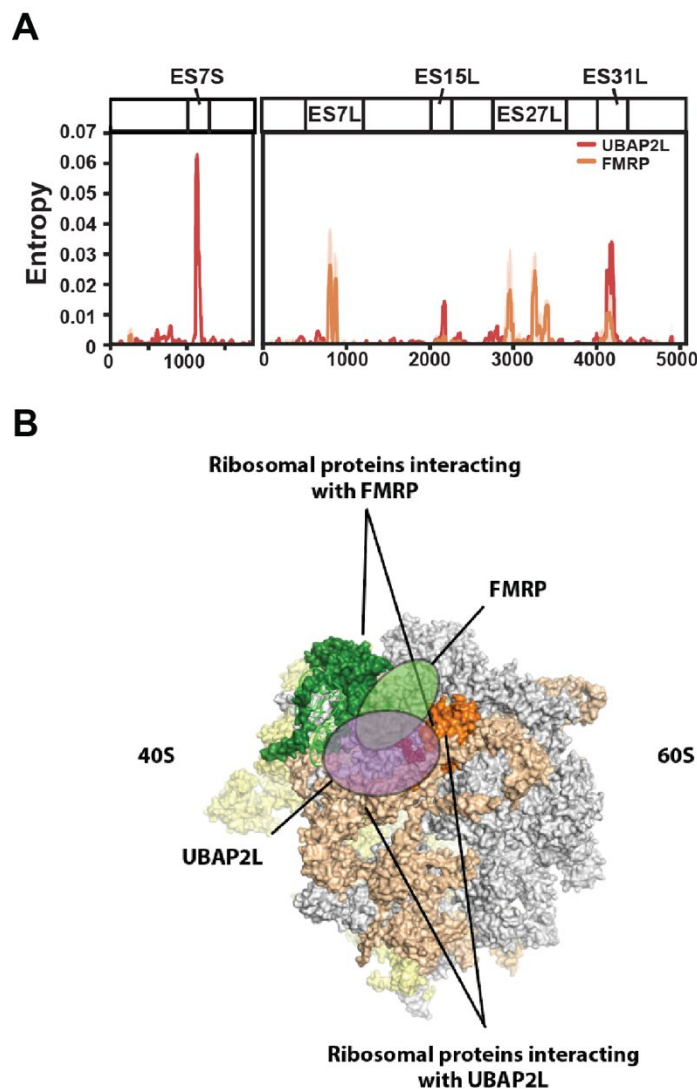 A
ES7S
ES15L
ES31L
ES7L
ES27L
0.07
0.06
0.05
0.04
0.03
0.02
0.01
0
Entropy
UBAP2L
FMRP
0 1000 0 1000 2000 3000 4000 5000
B
Ribosomal proteins interacting
with FMRP
FMRP
40S
60S
UBAP2L
Ribosomal proteins interacting
with UBAP2L